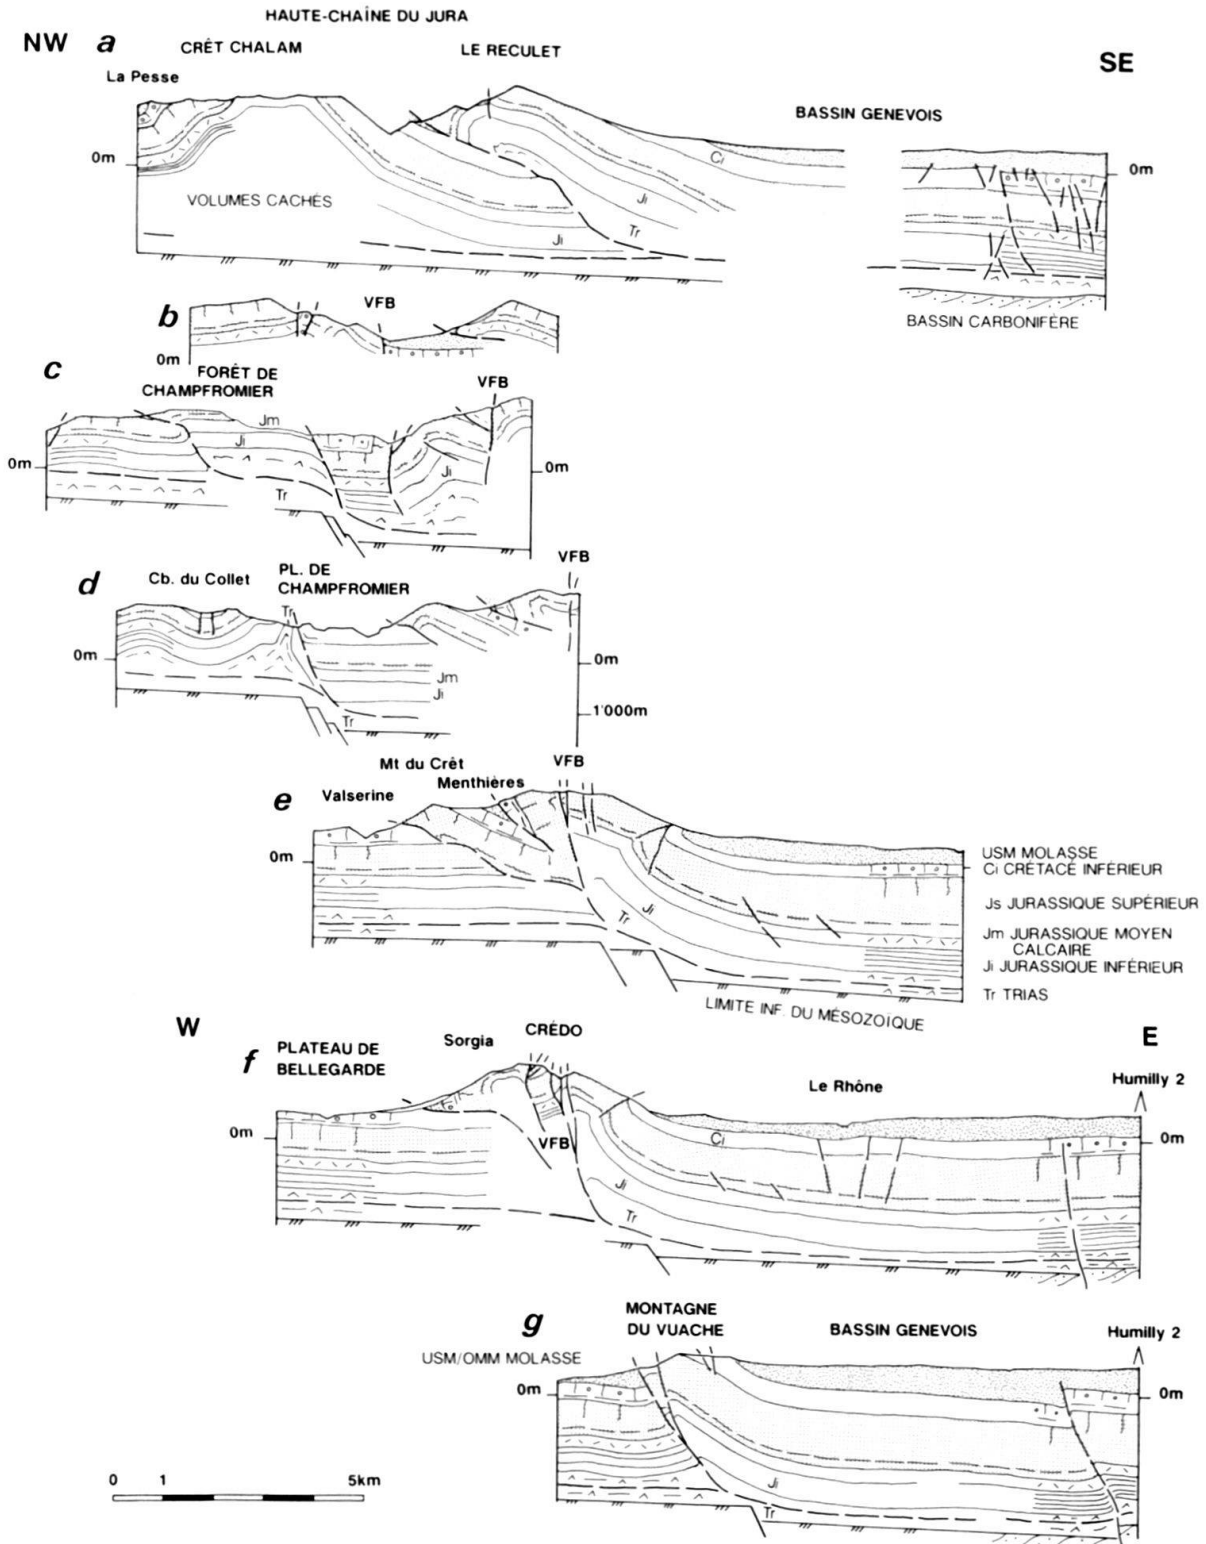 HAUTE-CHAÎNE DU JURA
NW
a
CRÊT CHALAM
LE RECULET
SE
La Pesse
BASSIN GENEVOIS
0m
Ci
0m
VOLUMES CACHÉS
Ji
Tr
Ji
BASSIN CARBONIFÈRE
b
VFB
0m
c
FORÊT DE
CHAMPFROMIER
VFB
Jm
Ji
0m
Ji
0m
Tr
VFB
d
Cb. du Collet
PL. DE
CHAMPFROMIER
Tr
0m
0m
Jm
Ji
1'000m
Tr
Mt du Crêt
VFB
Menthières
e
Valserine
0m
USM MOLASSE
Ci CRÉTACÉ INFÉRIEUR
Js JURASSIQUE SUPÉRIEUR
Ji
Tr
Jm JURASSIQUE MOYEN
CALCAIRE
Ji JURASSIQUE INFÉRIEUR
Tr TRIAS
LIMITE INF. DU MÉSOZOÏQUE
W
E
f
PLATEAU DE
BELLEGARDE
Sorgia
CRÉDO
Le Rhône
Humilly 2
0m
VFB
Ci
0m
Ji
Tr
g
MONTAGNE
DU VUACHE
BASSIN GENEVOIS
Humilly 2
USM/OMM MOLASSE
0m
0m
Ji
Tr
0 1 5km